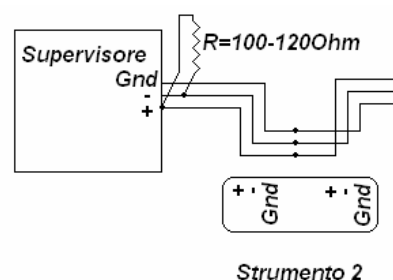 Supervisore
Gnd
-
+
R=100-120Ohm
+ - Gnd
+ - Gnd
Strumento 2